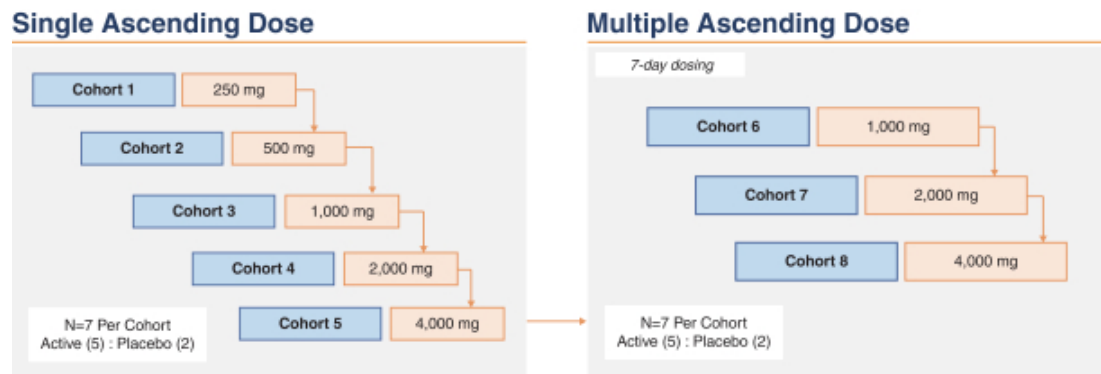 Single Ascending Dose
Cohort 1
250 mg
Cohort 2
500 mg
Cohort 3
1,000 mg
Cohort 4
2,000 mg
Cohort 5
4,000 mg
N=7 Per Cohort
Active (5) : Placebo (2)
Multiple Ascending Dose
7-day dosing
Cohort 6
1,000 mg
Cohort 7
2,000 mg
Cohort 8
4,000 mg
N=7 Per Cohort
Active (5) : Placebo (2)